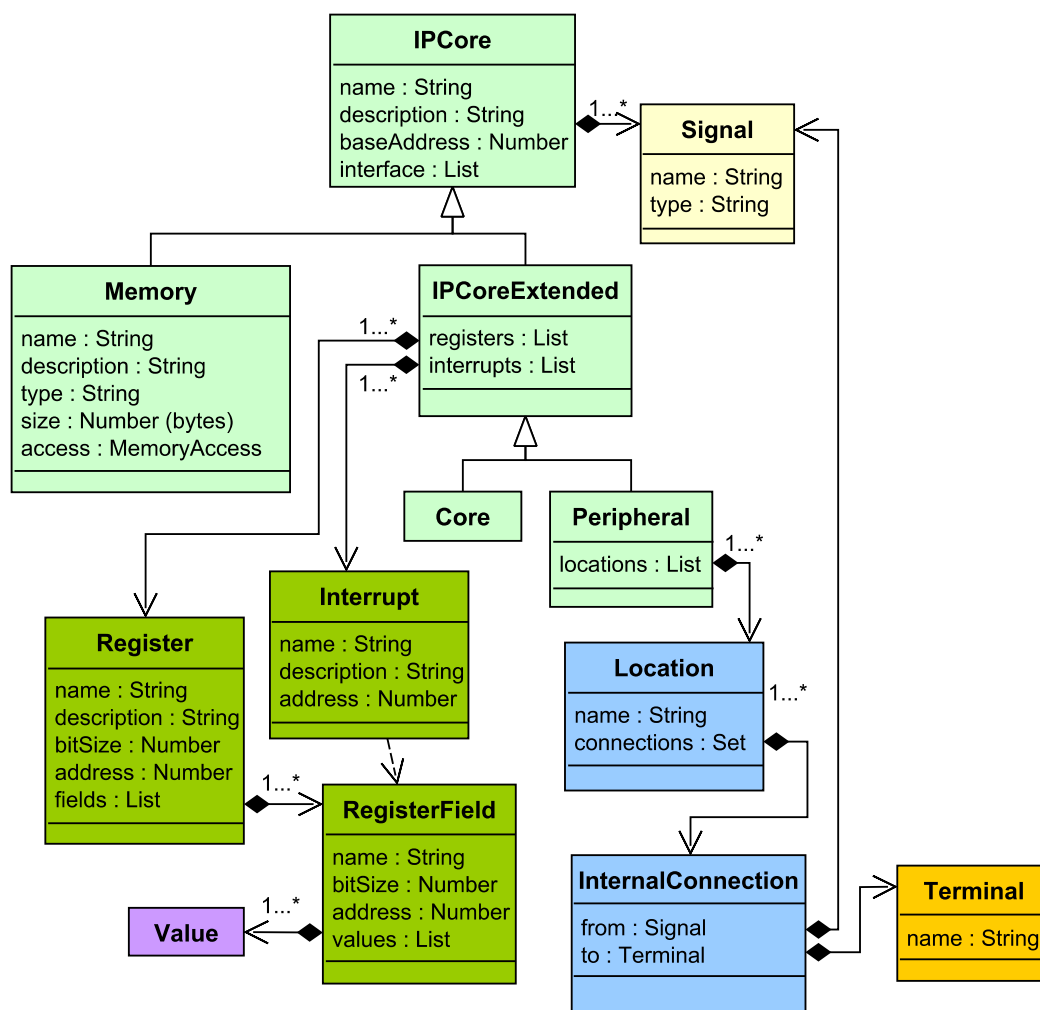 IPCore
name : String
description : String
baseAddress : Number
interface : List
1...*
Signal
name : String
type : String
Memory
name : String
description : String
type : String
size : Number (bytes)
access : MemoryAccess
IPCoreExtended
registers : List
interrupts : List
1...*
1...*
Core
Peripheral
locations : List
1...*
Interrupt
name : String
description : String
address : Number
Register
name : String
description : String
bitSize : Number
address : Number
fields : List
1...*
Location
name : String
connections : Set
1...*
RegisterField
name : String
bitSize : Number
address : Number
values : List
1...*
Value
InternalConnection
from : Signal
to : Terminal
Terminal
name : String